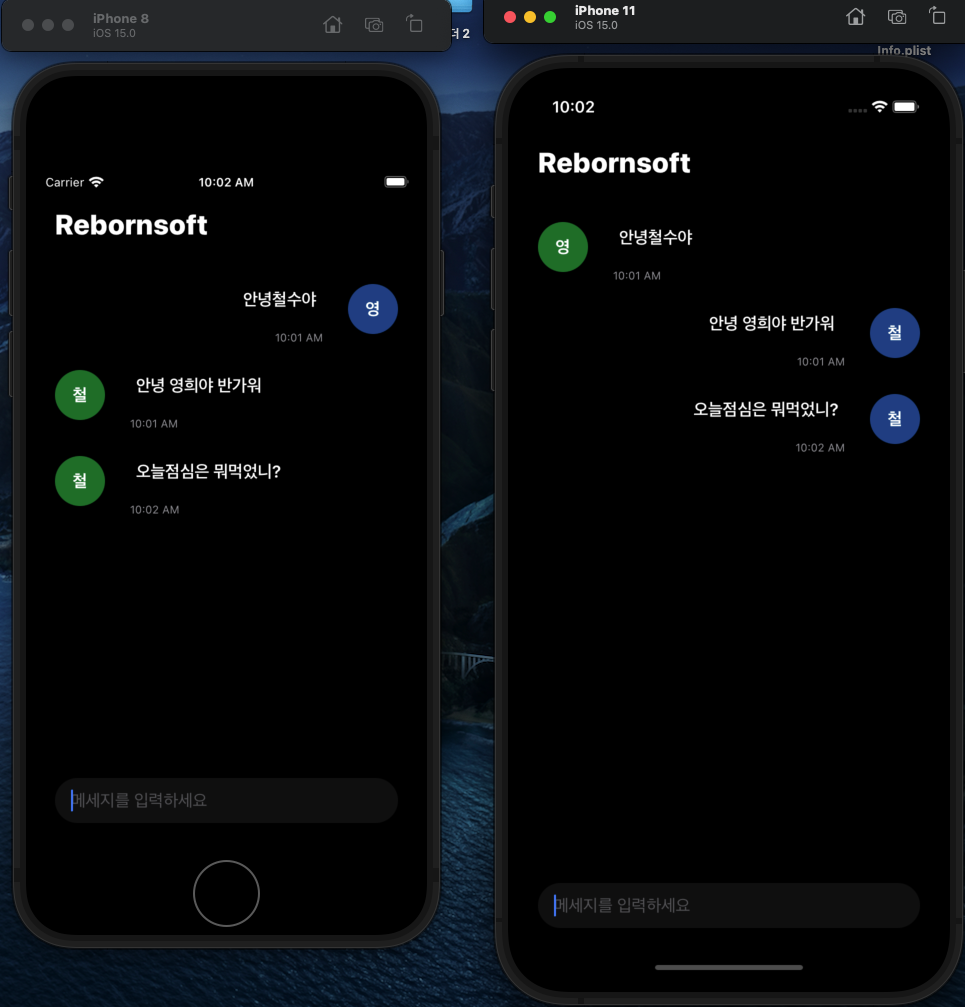 iPhone 8
iOS 15.0
더 2
Carrier
10:02 AM
Rebornsoft
안녕철수야
영
10:01 AM
철
안녕 영희야 반가워
10:01 AM
철
오늘점심은 뭐먹었니?
10:02 AM
메세지를 입력하세요
iPhone 11
iOS 15.0
Info.plist
10:02
Rebornsoft
영
안녕철수야
10:01 AM
안녕 영희야 반가워
철
10:01 AM
오늘점심은 뭐먹었니?
철
10:02 AM
메세지를 입력하세요